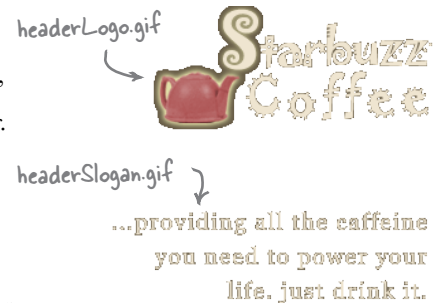 headerLogo.gif
Starbuzz
Coffee
,
r.
headerSlogan.gif
...providing all the caffeine
you need to power your
life. just drink it.